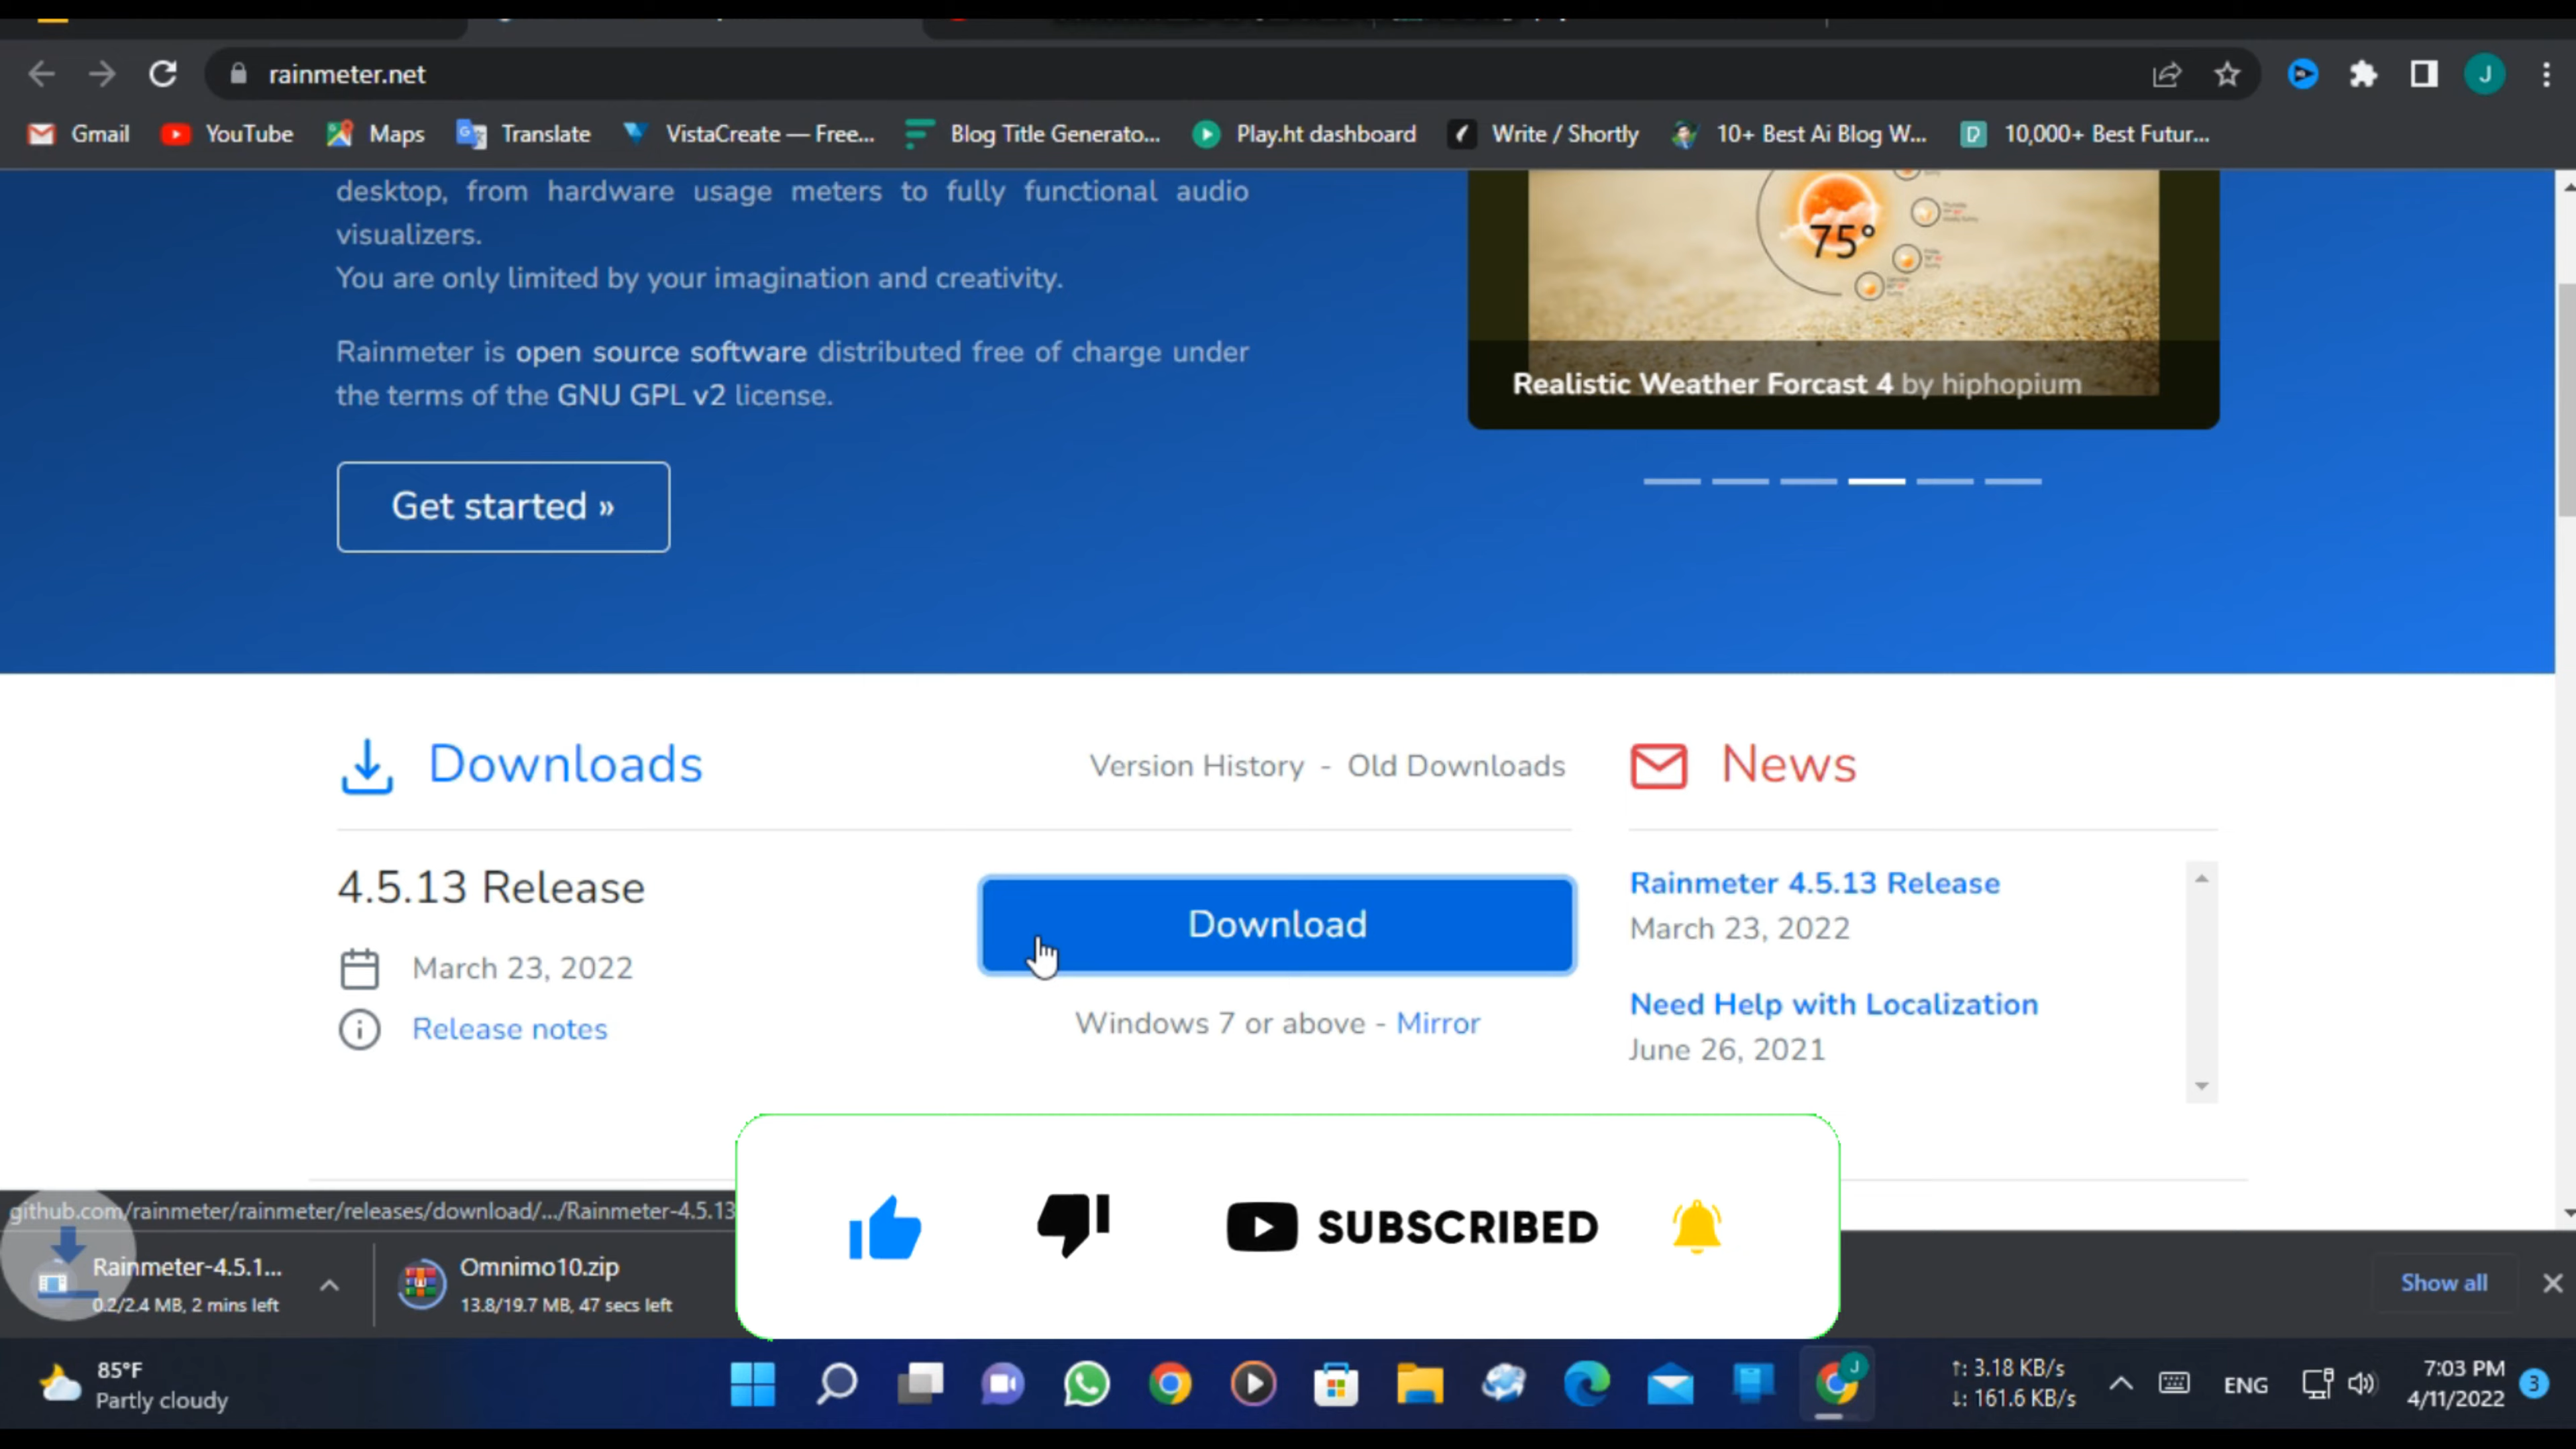 rainmeter.net
Gmail YouTube Maps Translate VistaCreate — Free... Blog Title Generato... Play.ht dashboard Write / Shortly 10+ Best Ai Blog W... 10,000+ Best Futur...
desktop, from hardware usage meters to fully functional audio
visualizers.
You are only limited by your imagination and creativity.
Rainmeter is open source software distributed free of charge under
the terms of the GNU GPL v2 license.
Get started »
75°
Realistic Weather Forcast 4 by hiphopium
Downloads
Version History - Old Downloads
4.5.13 Release
March 23, 2022
Release notes
Download
Windows 7 or above - Mirror
News
Rainmeter 4.5.13 Release
March 23, 2022
Need Help with Localization
June 26, 2021
SUBSCRIBED
github.com/rainmeter/rainmeter/releases/download/.../Rainmeter-4.5.13
Rainmeter-4.5.1...
0.2/2.4 MB, 2 mins left
Omnimo10.zip
13.8/19.7 MB, 47 secs left
Show all
85°F
Partly cloudy
J
↑: 3.18 KB/s
↓: 161.6 KB/s
ENG
7:03 PM
4/11/2022
3